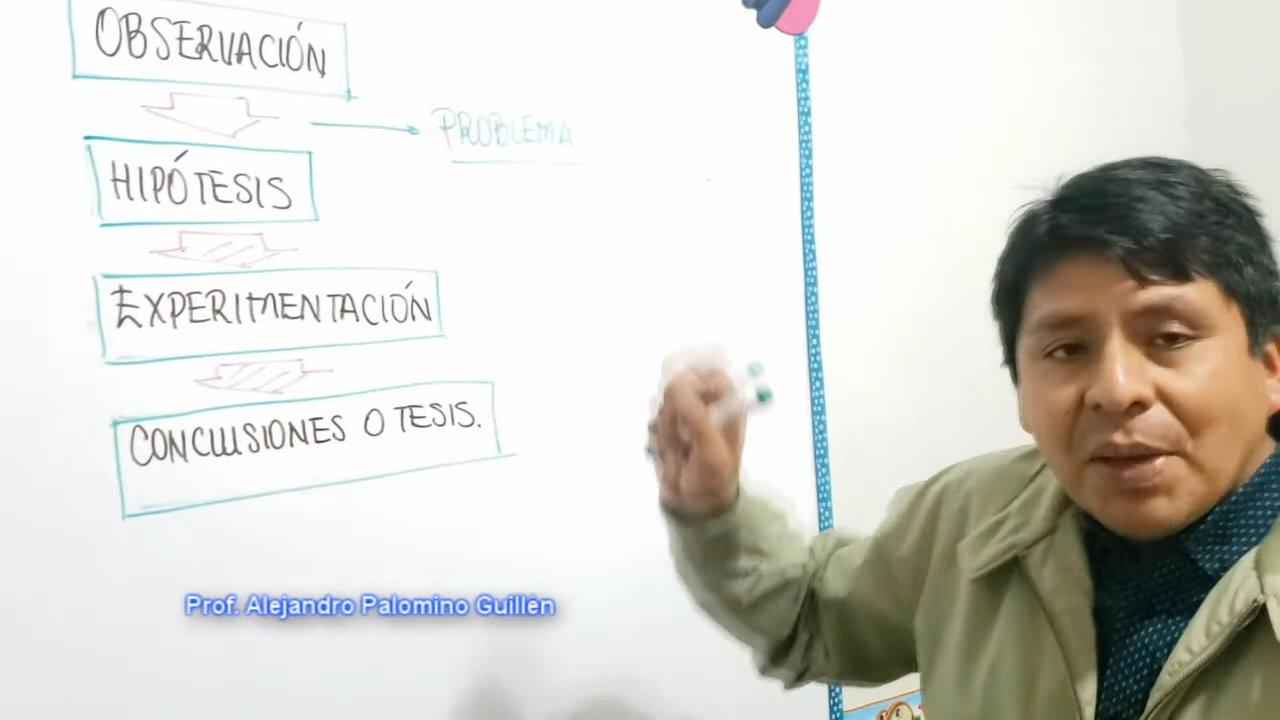 OBSERVACIÓN
PROBLEMA
HIPÓTESIS
EXPERIMENTACIÓN
CONCLUSIONES O TESIS.
Prof. Alejandro Palomino Guillén